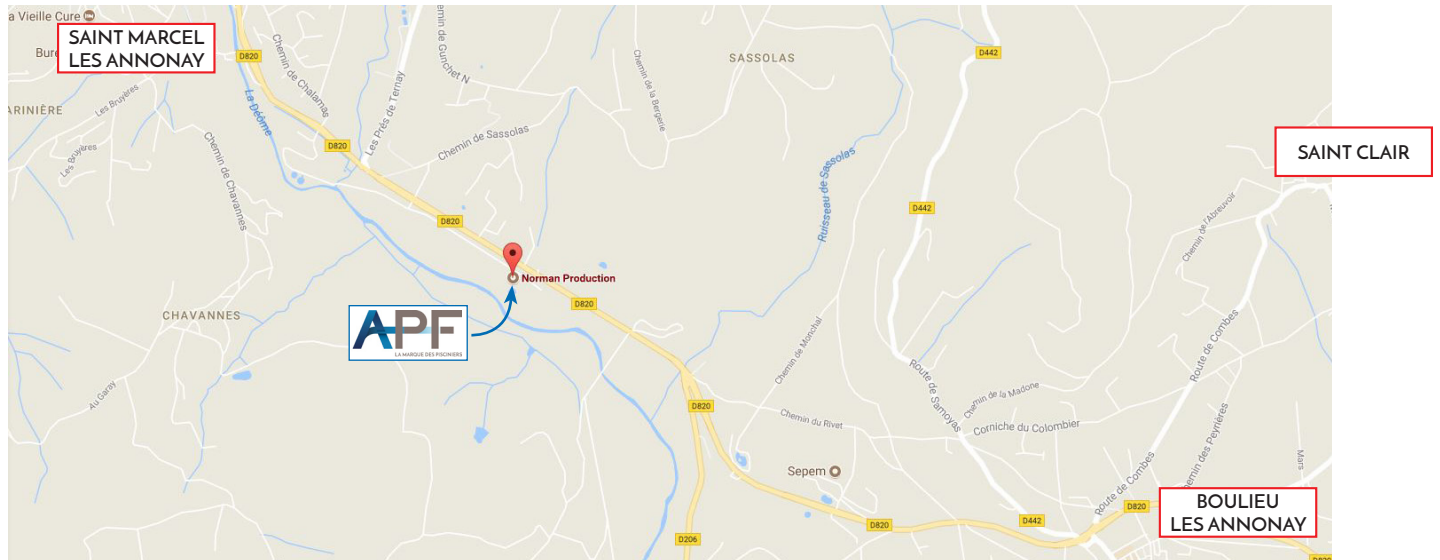 a Vieille Cure
SAINT MARCEL
LES ANNONAY
Bure
ARINIÈRE
Les Bruyères
Les Bruyères
Chemin de Chavannes
D820
La Déôme
Chemin de Chalamas
D820
Les Prés de Ternay
emin de Gunchet N
Chemin de Sassolas
Chemin de la Bergerie
SASSOLAS
D442
SAINT CLAIR
Ruisseau de Sassolas
D442
Chemin de l'Abreuvoir
D820
Norman Production
D820
CHAVANNES
APF
LA MARQUE DES PISCINIERS
Au Garay
Chemin de Monchal
Route de Samoyas
Route de Combes
Chemin de la Madone
D820
Chemin du Rivet
Corniche du Colombier
Chemin des Peyrières
Mars
Sepem
Route de Combes
BOULIEU
LES ANNONAY
D820
D442
D820
D206
D820